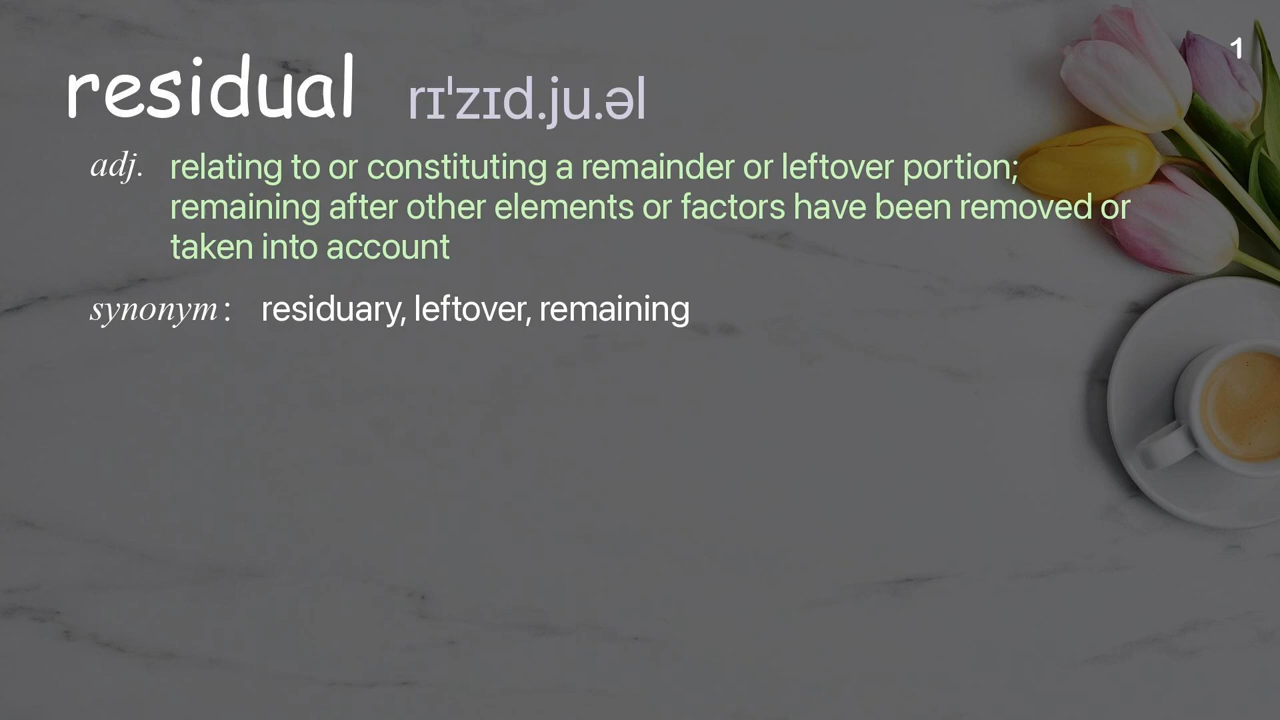 1
residual rɪˈzɪd.ju.əl
adj. relating to or constituting a remainder or leftover portion;
remaining after other elements or factors have been removed or
taken into account
synonym : residuary, leftover, remaining